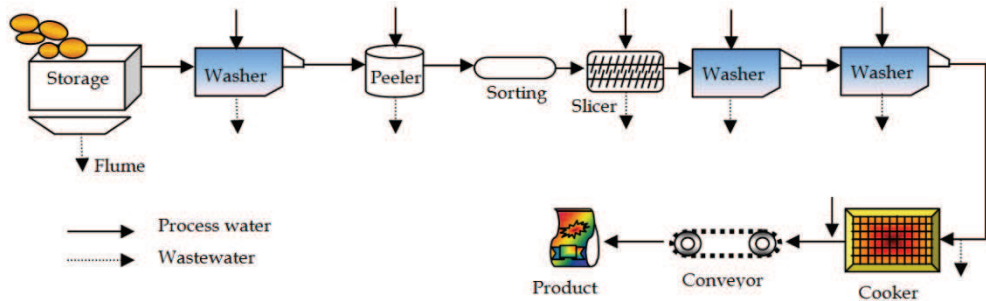 Storage
Washer
Peeler
Sorting
Slicer
Washer
Washer
Flume
Process water
Wastewater
Product
Conveyor
Cooker